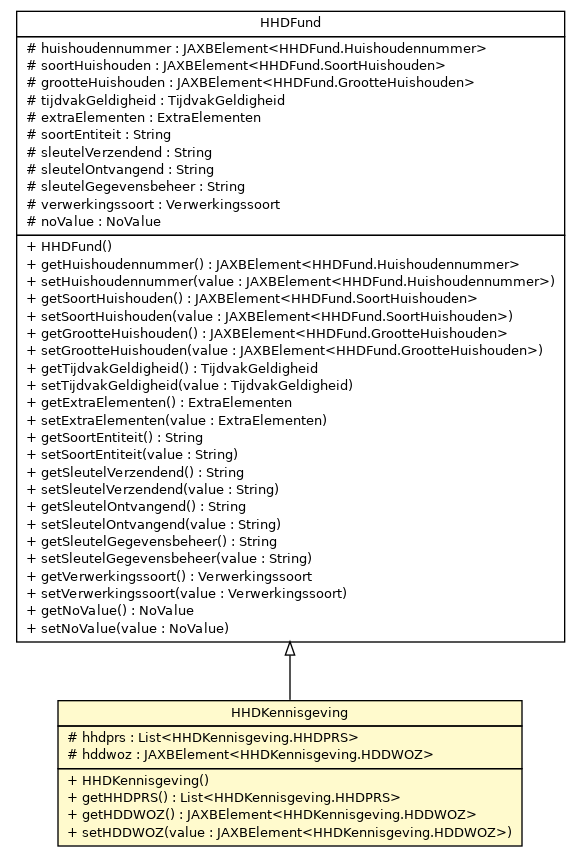 HHDFund
# huishoudennummer : JAXBElement<HHDFund.Huishoudennummer>
# soortHuishouden : JAXBElement<HHDFund.SoortHuishouden>
# grootteHuishouden : JAXBElement<HHDFund.GrootteHuishouden>
# tijdvakGeldigheid : TijdvakGeldigheid
# extraElementen : ExtraElementen
# soortEntiteit : String
# sleutelVerzendend : String
# sleutelOntvangend : String
# sleutelGegevensbeheer : String
# verwerkingssoort : Verwerkingssoort
# noValue : NoValue
+ HHDFund()
+ getHuishoudennummer() : JAXBElement<HHDFund.Huishoudennummer>
+ setHuishoudennummer(value : JAXBElement<HHDFund.Huishoudennummer>)
+ getSoortHuishouden() : JAXBElement<HHDFund.SoortHuishouden>
+ setSoortHuishouden(value : JAXBElement<HHDFund.SoortHuishouden>)
+ getGrootteHuishouden() : JAXBElement<HHDFund.GrootteHuishouden>
+ setGrootteHuishouden(value : JAXBElement<HHDFund.GrootteHuishouden>)
+ getTijdvakGeldigheid() : TijdvakGeldigheid
+ setTijdvakGeldigheid(value : TijdvakGeldigheid)
+ getExtraElementen() : ExtraElementen
+ setExtraElementen(value : ExtraElementen)
+ getSoortEntiteit() : String
+ setSoortEntiteit(value : String)
+ getSleutelVerzendend() : String
+ setSleutelVerzendend(value : String)
+ getSleutelOntvangend() : String
+ setSleutelOntvangend(value : String)
+ getSleutelGegevensbeheer() : String
+ setSleutelGegevensbeheer(value : String)
+ getVerwerkingssoort() : Verwerkingssoort
+ setVerwerkingssoort(value : Verwerkingssoort)
+ getNoValue() : NoValue
+ setNoValue(value : NoValue)
HHDKennisgeving
# hhdprs : List<HHDKennisgeving.HHDPRS>
# hddwoz : JAXBElement<HHDKennisgeving.HDDWOZ>
+ HHDKennisgeving()
+ getHHDPRS() : List<HHDKennisgeving.HHDPRS>
+ getHDDWOZ() : JAXBElement<HHDKennisgeving.HDDWOZ>
+ setHDDWOZ(value : JAXBElement<HHDKennisgeving.HDDWOZ>)